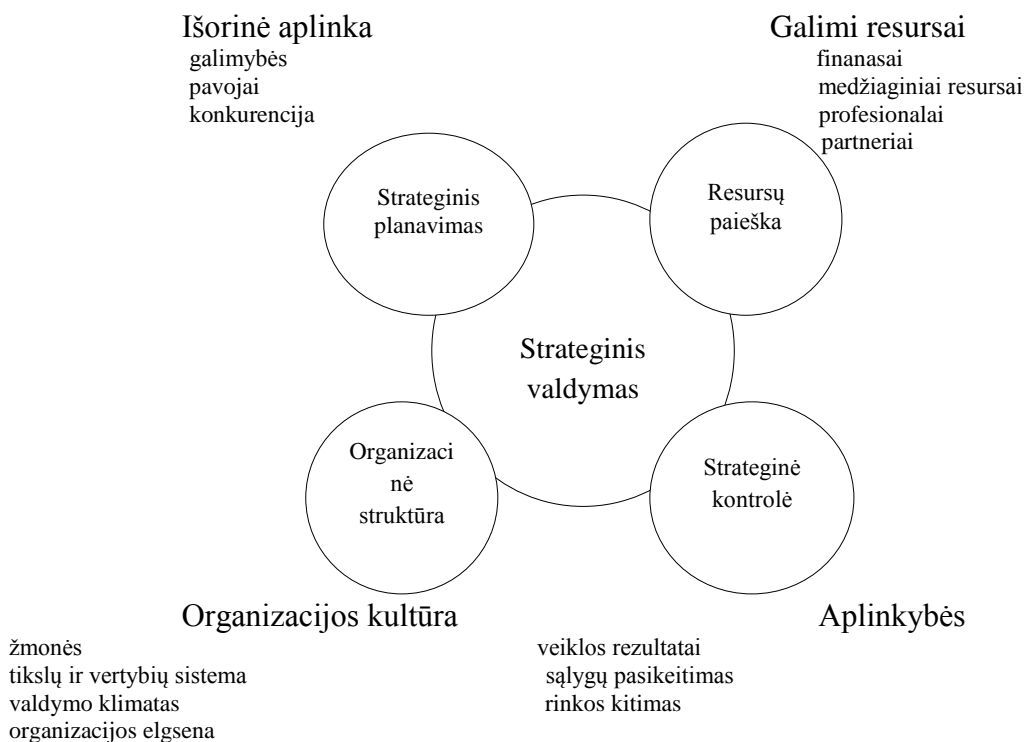 Išorinė aplinka
galimybės
pavojai
konkurencija
Galimi resursai
finanasai
medžiaginiai resursai
profesionalai
partneriai
Strateginis
planavimas
Resursų
paieška
Strateginis
valdymas
Organizaci
nė
struktūra
Strateginė
kontrolė
Organizacijos kultūra
žmonės
tikslų ir vertybių sistema
valdymo klimatas
organizacijos elgsena
Aplinkybės
veiklos rezultatai
sąlygų pasikeitimas
rinkos kitimas